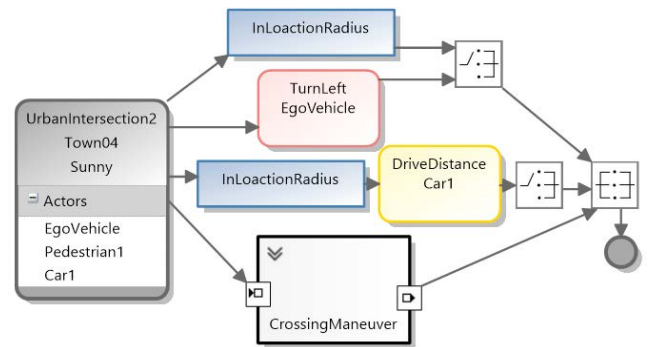 InLoactionRadius
TurnLeft
EgoVehicle
UrbanIntersection2
Town04
Sunny
Actors
EgoVehicle
Pedestrian1
Car1
InLoactionRadius
DriveDistance
Car1
CrossingManeuver